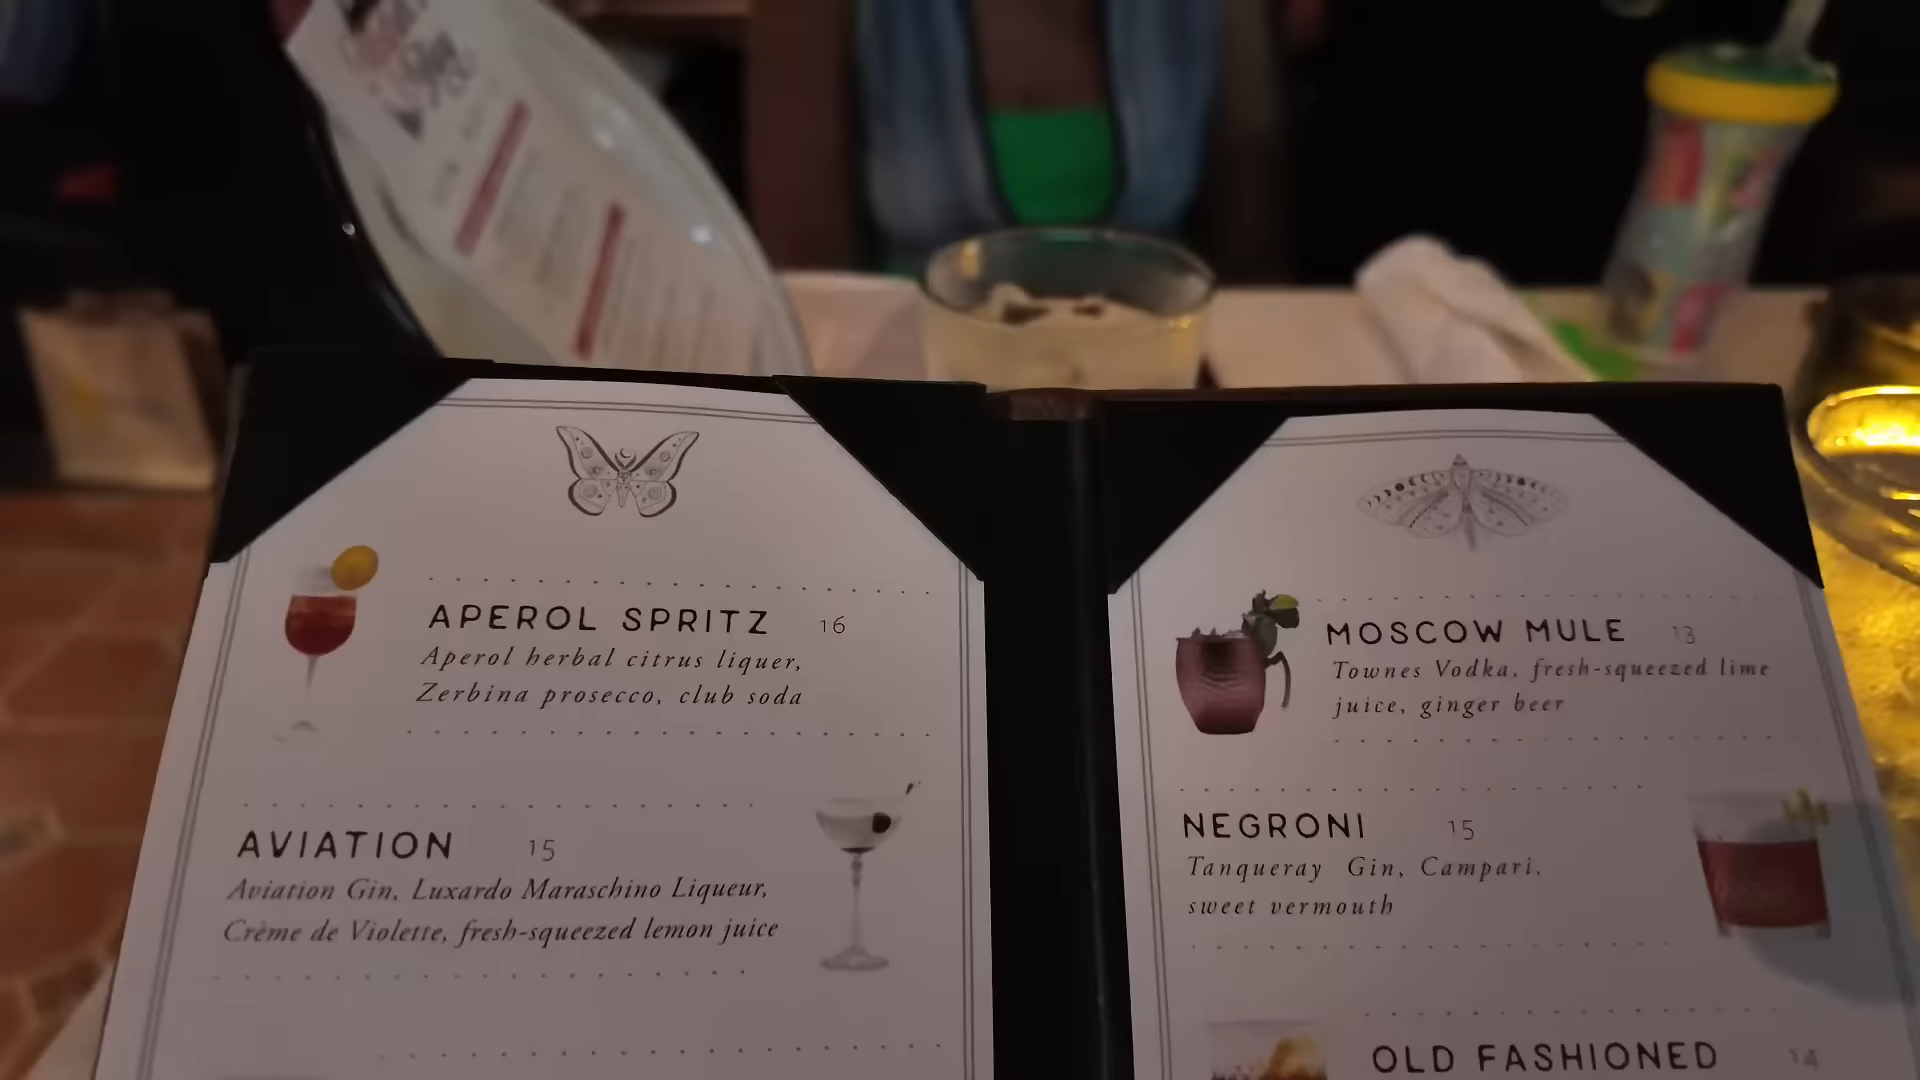 APEROL SPRITZ 16
Aperol herbal citrus liquer,
Zerbina prosecco, club soda
AVIATION 15
Aviation Gin, Luxardo Maraschino Liqueur,
Crème de Violette, fresh-squeezed lemon juice
MOSCOW MULE 13
Townes Vodka, fresh-squeezed lime
juice, ginger beer
NEGRONI 15
Tanqueray Gin, Campari,
sweet vermouth
OLD FASHIONED 14